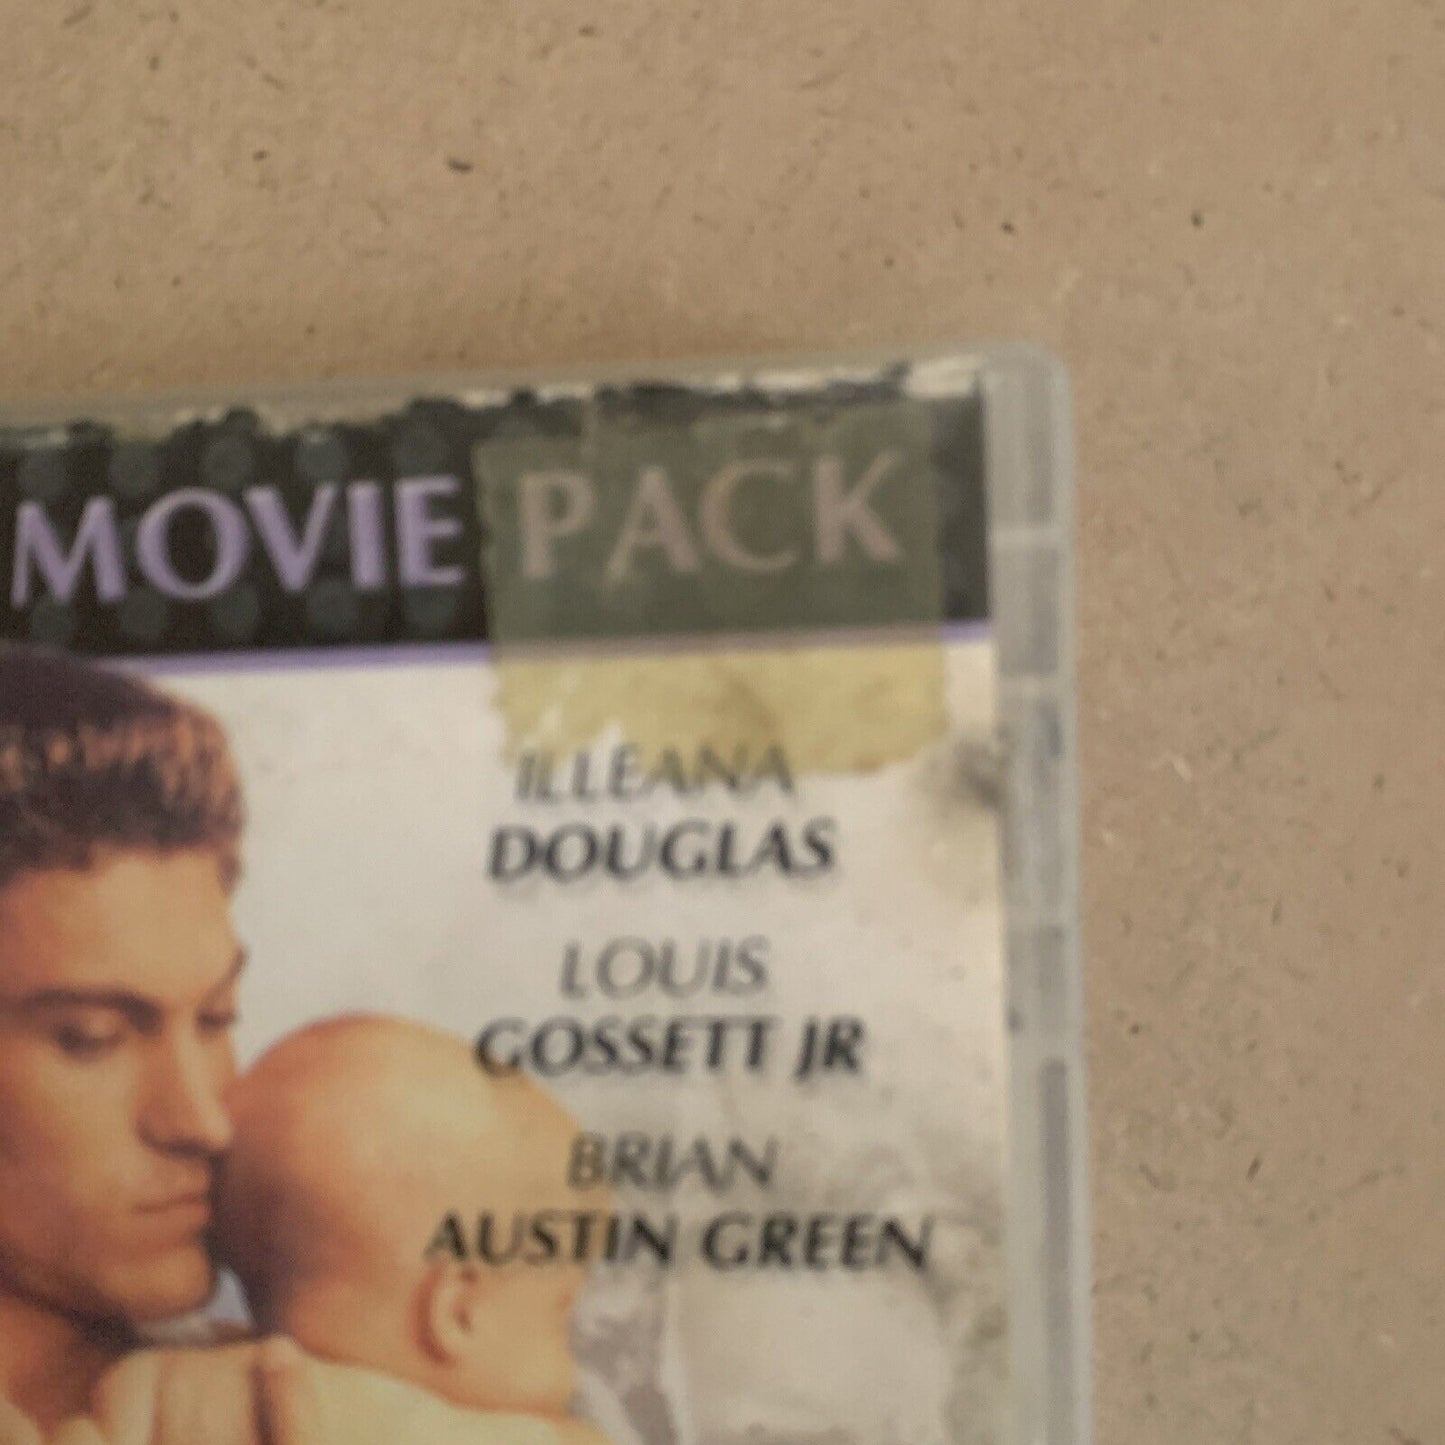 MOVIE PACK
ILLEANA
DOUGLAS
LOUIS
GOSSETT JR
BRIAN
AUSTIN GREEN